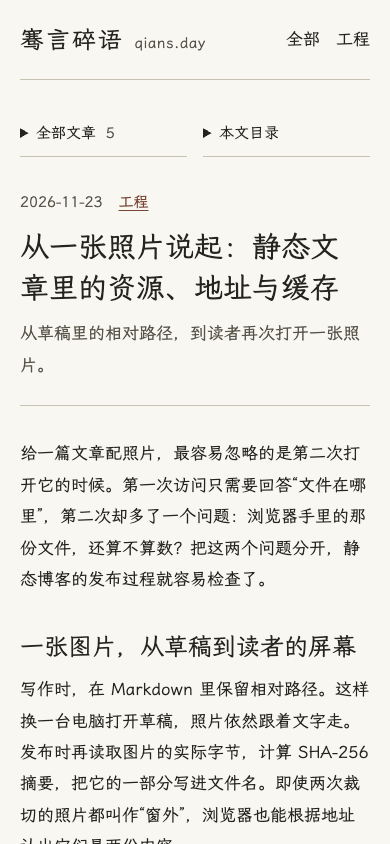 骞言碎语 qians.day 全部 工程
▶ 全部文章 5 ▶ 本文目录
2026-11-23 工程
从一张照片说起：静态文
章里的资源、地址与缓存
从草稿里的相对路径，到读者再次打开一张照
片。
给一篇文章配照片，最容易忽略的是第二次打
开它的时候。第一次访问只需要回答“文件在哪
里”，第二次却多了一个问题：浏览器手里的那
份文件，还算不算数？把这两个问题分开，静
态博客的发布过程就容易检查了。
一张图片，从草稿到读者的屏幕
写作时，在 Markdown 里保留相对路径。这样
换一台电脑打开草稿，照片依然跟着文字走。
发布时再读取图片的实际字节，计算 SHA-256
摘要，把它的一部分写进文件名。即使两次裁
切的照片都叫作“窗外”，浏览器也能根据地址